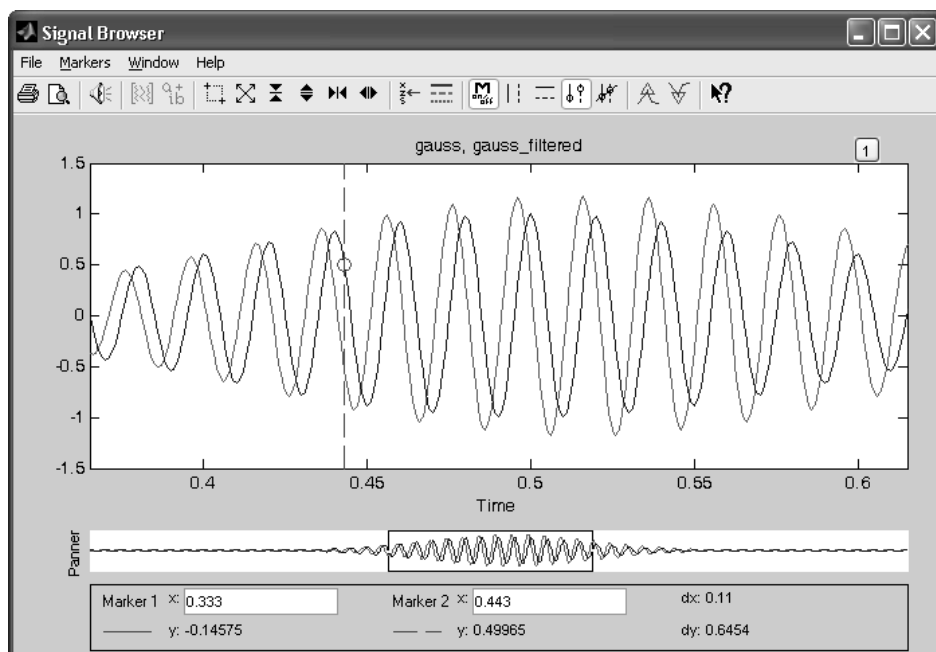 Signal Browser
File Markers Window Help
M
on/off
gauss, gauss_filtered
1
1.5
1
0.5
0
-0.5
-1
-1.5
0.4 0.45 0.5 0.55 0.6
Time
Panner
Marker 1 x: 0.333 Marker 2 x: 0.443 dx: 0.11
y: -0.14575 y: 0.49965 dy: 0.6454